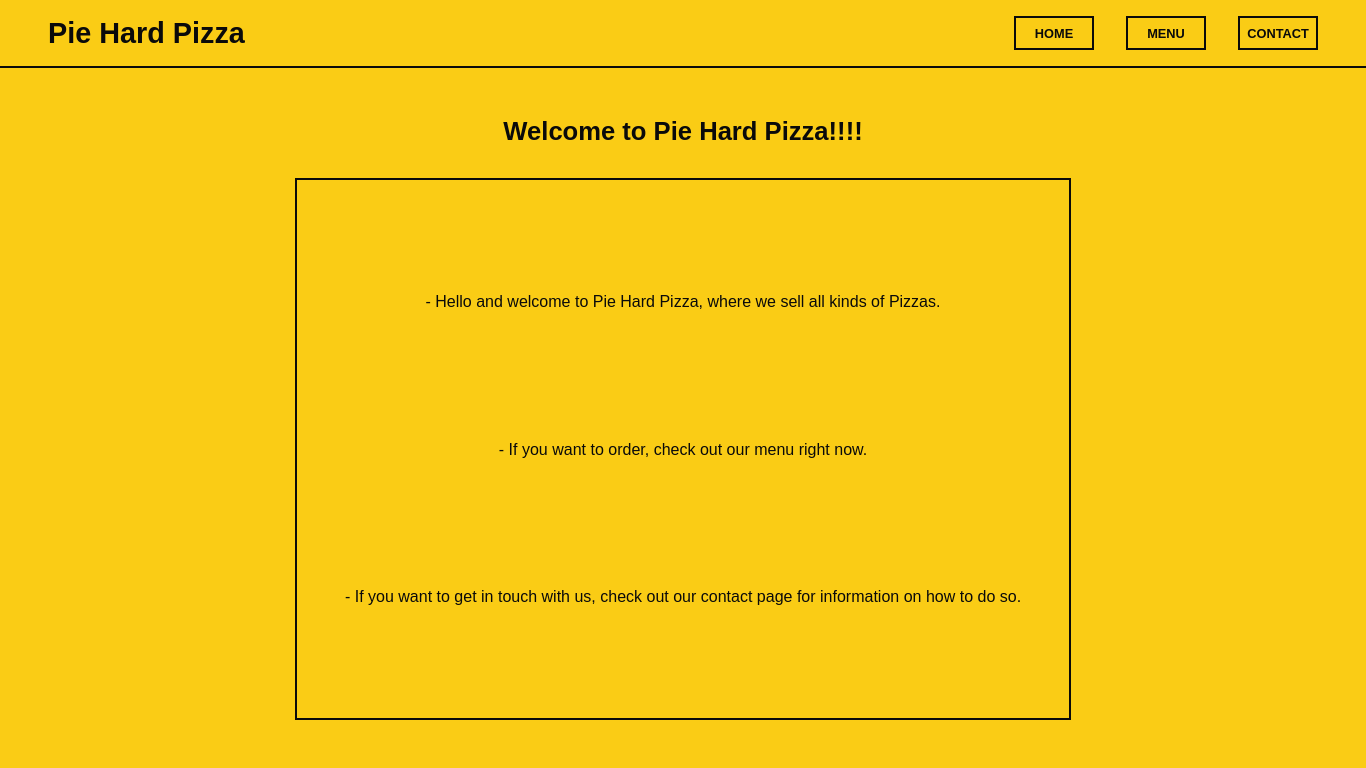 Pie Hard Pizza
HOME
MENU
CONTACT
Welcome to Pie Hard Pizza!!!!
- Hello and welcome to Pie Hard Pizza, where we sell all kinds of Pizzas.
- If you want to order, check out our menu right now.
- If you want to get in touch with us, check out our contact page for information on how to do so.